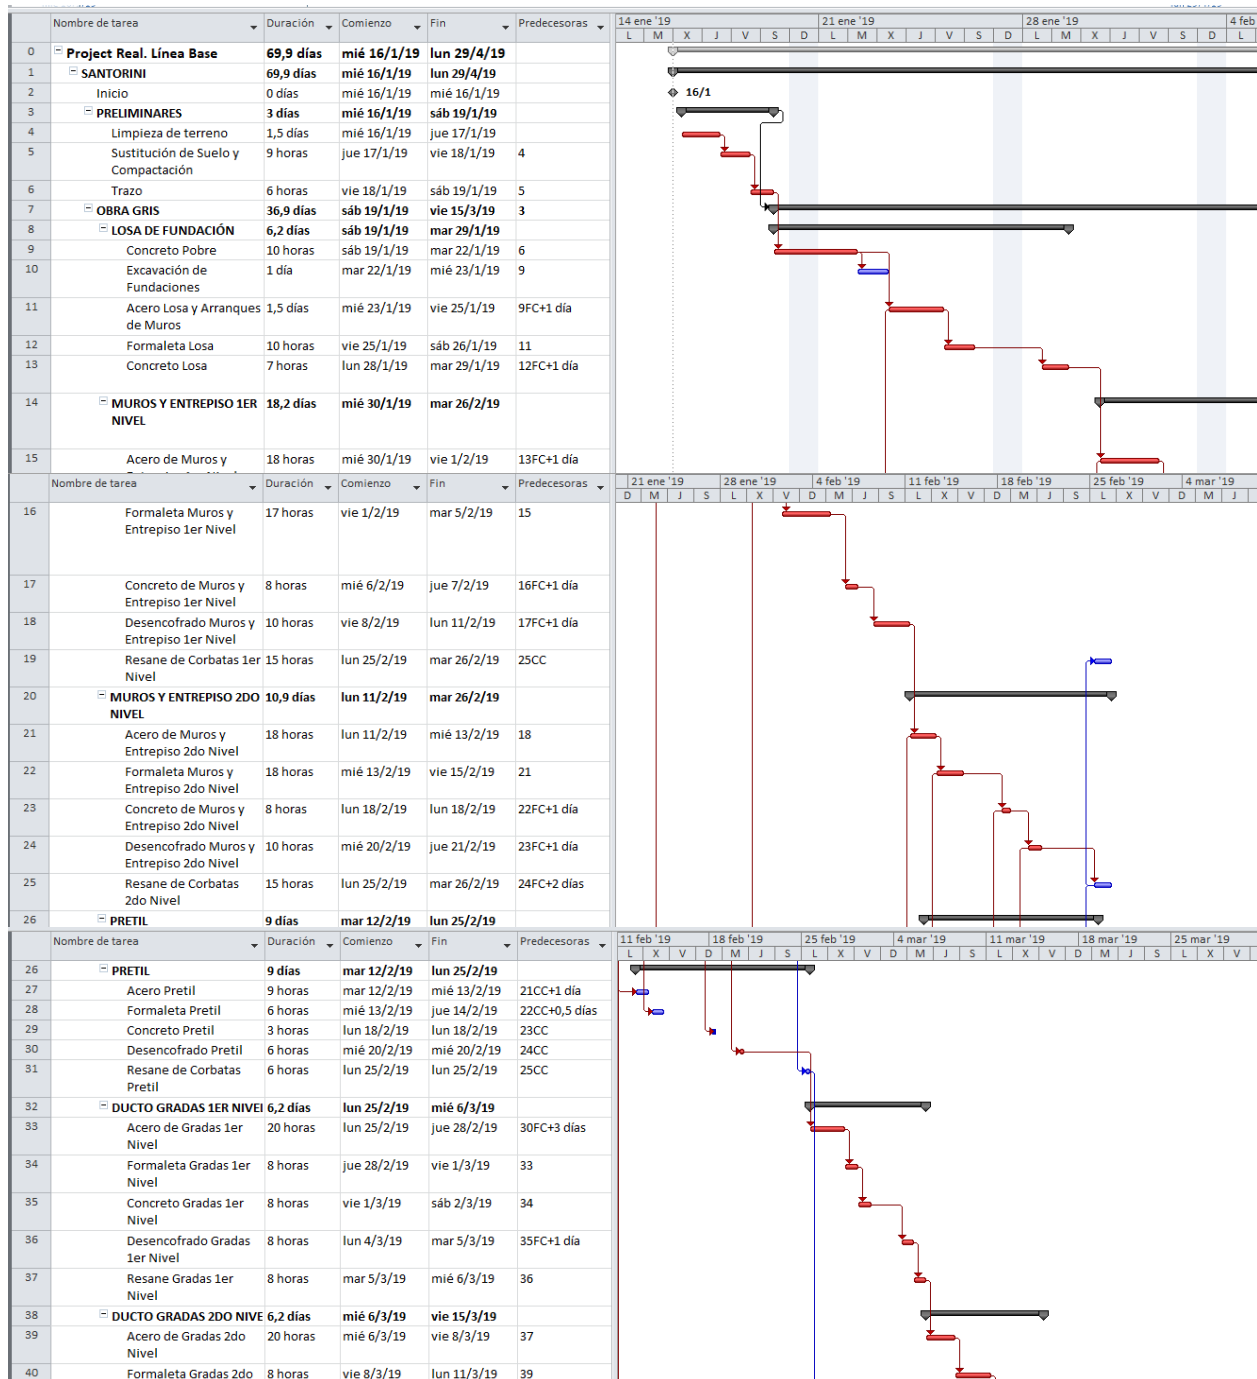 Nombre de tarea Duración Comienzo Fin Predecesoras 14 ene '19 21 ene '19 28 ene '19 4 feb
L M X J V S D L M X J V S D L M X J V S D L
0 Project Real. Línea Base 69,9 días mié 16/1/19 lun 29/4/19
1 SANTORINI 69,9 días mié 16/1/19 lun 29/4/19
2 Inicio 0 días mié 16/1/19 mié 16/1/19 16/1
3 PRELIMINARES 3 días mié 16/1/19 sáb 19/1/19
4 Limpieza de terreno 1,5 días mié 16/1/19 jue 17/1/19
5 Sustitución de Suelo y 9 horas jue 17/1/19 vie 18/1/19 4
Compactación
6 Trazo 6 horas vie 18/1/19 sáb 19/1/19 5
7 OBRA GRIS 36,9 días sáb 19/1/19 vie 15/3/19 3
8 LOSA DE FUNDACIÓN 6,2 días sáb 19/1/19 mar 29/1/19
9 Concreto Pobre 10 horas sáb 19/1/19 mar 22/1/19 6
10 Excavación de 1 día mar 22/1/19 mié 23/1/19 9
Fundaciones
11 Acero Losa y Arranques 1,5 días mié 23/1/19 vie 25/1/19 9FC+1 día
de Muros
12 Formaleta Losa 10 horas vie 25/1/19 sáb 26/1/19 11
13 Concreto Losa 7 horas lun 28/1/19 mar 29/1/19 12FC+1 día
14 MUROS Y ENTREPISO 1ER 18,2 días mié 30/1/19 mar 26/2/19
NIVEL
15 Acero de Muros y 18 horas mié 30/1/19 vie 1/2/19 13FC+1 día
Nombre de tarea Duración Comienzo Fin Predecesoras 21 ene '19 28 ene '19 4 feb '19 11 feb '19 18 feb '19 25 feb '19 4 mar '19
D M J S L X V D M J S L X V D M J S L X V D M J
16 Formaleta Muros y 17 horas vie 1/2/19 mar 5/2/19 15
Entrepiso 1er Nivel
17 Concreto de Muros y 8 horas mié 6/2/19 jue 7/2/19 16FC+1 día
Entrepiso 1er Nivel
18 Desencofrado Muros y 10 horas vie 8/2/19 lun 11/2/19 17FC+1 día
Entrepiso 1er Nivel
19 Resane de Corbatas 1er 15 horas lun 25/2/19 mar 26/2/19 25CC
Nivel
20 MUROS Y ENTREPISO 2DO 10,9 días lun 11/2/19 mar 26/2/19
NIVEL
21 Acero de Muros y 18 horas lun 11/2/19 mié 13/2/19 18
Entrepiso 2do Nivel
22 Formaleta Muros y 18 horas mié 13/2/19 vie 15/2/19 21
Entrepiso 2do Nivel
23 Concreto de Muros y 8 horas lun 18/2/19 lun 18/2/19 22FC+1 día
Entrepiso 2do Nivel
24 Desencofrado Muros y 10 horas mié 20/2/19 jue 21/2/19 23FC+1 día
Entrepiso 2do Nivel
25 Resane de Corbatas 15 horas lun 25/2/19 mar 26/2/19 24FC+2 días
2do Nivel
26 PRETIL 9 días mar 12/2/19 lun 25/2/19
Nombre de tarea Duración Comienzo Fin Predecesoras 11 feb '19 18 feb '19 25 feb '19 4 mar '19 11 mar '19 18 mar '19 25 mar '19
L X V D M J S L X V D M J S L X V D M J S L X V
26 PRETIL 9 días mar 12/2/19 lun 25/2/19
27 Acero Pretil 9 horas mar 12/2/19 mié 13/2/19 21CC+1 día
28 Formaleta Pretil 6 horas mié 13/2/19 jue 14/2/19 22CC+0,5 días
29 Concreto Pretil 3 horas lun 18/2/19 lun 18/2/19 23CC
30 Desencofrado Pretil 6 horas mié 20/2/19 mié 20/2/19 24CC
31 Resane de Corbatas 6 horas lun 25/2/19 lun 25/2/19 25CC
Pretil
32 DUCTO GRADAS 1ER NIVEL 6,2 días lun 25/2/19 mié 6/3/19
33 Acero de Gradas 1er 20 horas lun 25/2/19 jue 28/2/19 30FC+3 días
Nivel
34 Formaleta Gradas 1er 8 horas jue 28/2/19 vie 1/3/19 33
Nivel
35 Concreto Gradas 1er 8 horas vie 1/3/19 sáb 2/3/19 34
Nivel
36 Desencofrado Gradas 8 horas lun 4/3/19 mar 5/3/19 35FC+1 día
1er Nivel
37 Resane Gradas 1er 8 horas mar 5/3/19 mié 6/3/19 36
Nivel
38 DUCTO GRADAS 2DO NIVE 6,2 días mié 6/3/19 vie 15/3/19
39 Acero de Gradas 2do 20 horas mié 6/3/19 vie 8/3/19 37
Nivel
40 Formaleta Gradas 2do 8 horas vie 8/3/19 lun 11/3/19 39